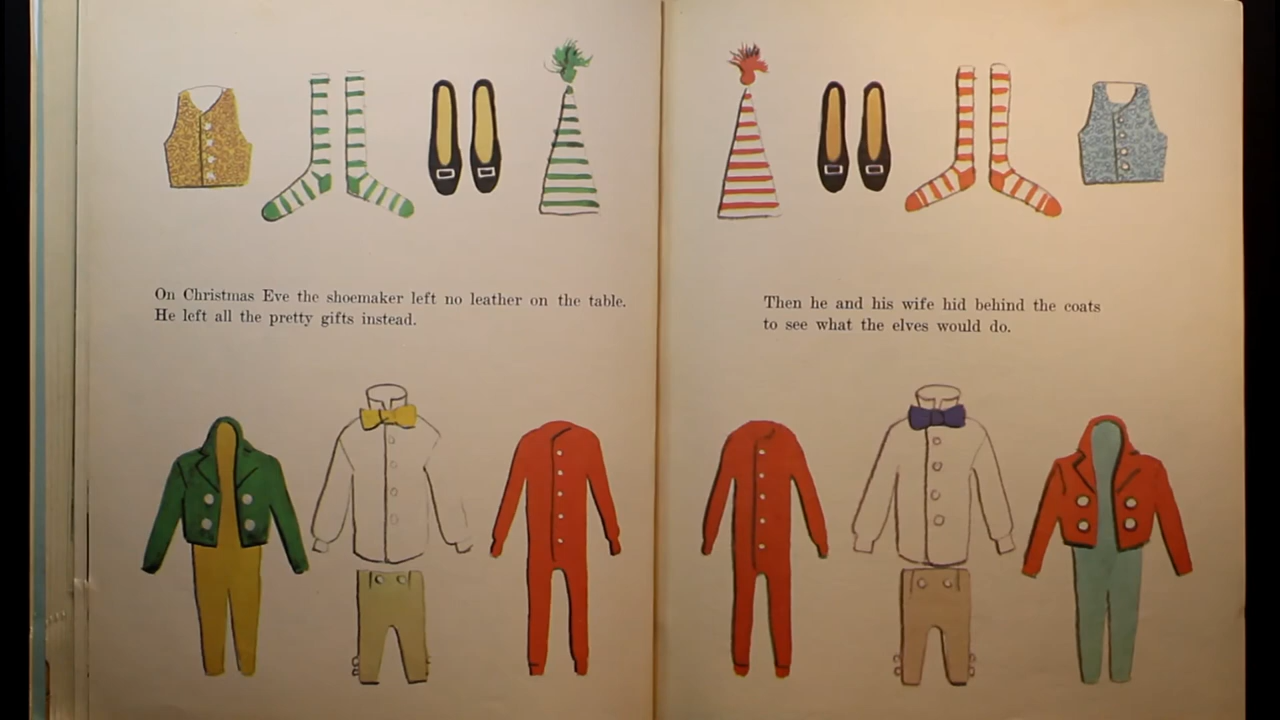 On Christmas Eve the shoemaker left no leather on the table.
He left all the pretty gifts instead.
Then he and his wife hid behind the coats
to see what the elves would do.